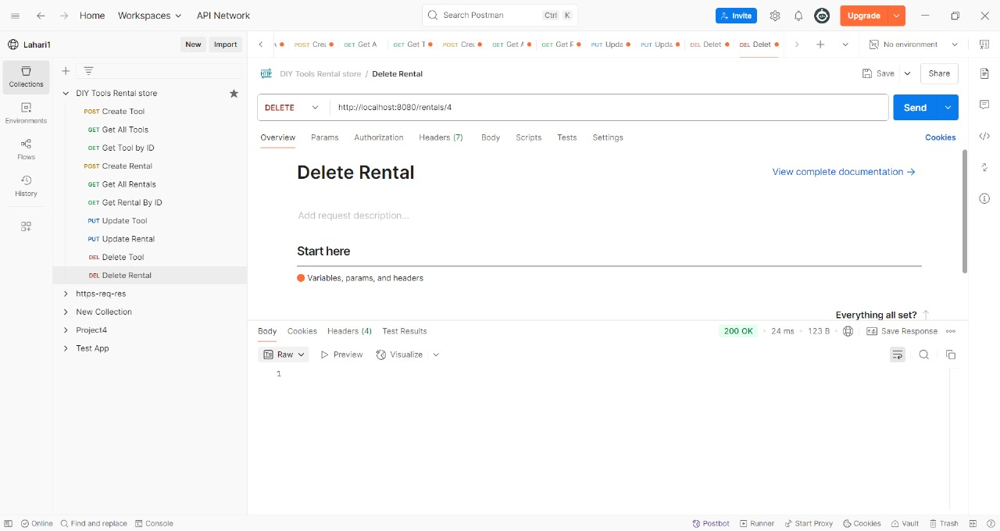 Home Workspaces API Network Search Postman Ctrl K Invite Upgrade
Lahari1 New Import POST Crea GET Get A GET Get T POST Crea GET Get A GET Get F PUT Upda PUT Upda DEL Delet DEL Delet No environment
Collections
Environments
Flows
History
DIY Tools Rental store
POST Create Tool
GET Get All Tools
GET Get Tool by ID
POST Create Rental
GET Get All Rentals
GET Get Rental By ID
PUT Update Tool
PUT Update Rental
DEL Delete Tool
DEL Delete Rental
https-req-res
New Collection
Project4
Test App
HTTP DIY Tools Rental store / Delete Rental Save Share
DELETE http://localhost:8080/rentals/4 Send
Overview Params Authorization Headers (7) Body Scripts Tests Settings Cookies
Delete Rental View complete documentation →
Add request description...
Start here
Variables, params, and headers
Everything all set? ↑
Body Cookies Headers (4) Test Results 200 OK • 24 ms • 123 B • Save Response
Raw Preview Visualize
1
Online Find and replace Console Postbot Runner Start Proxy Cookies Vault Trash